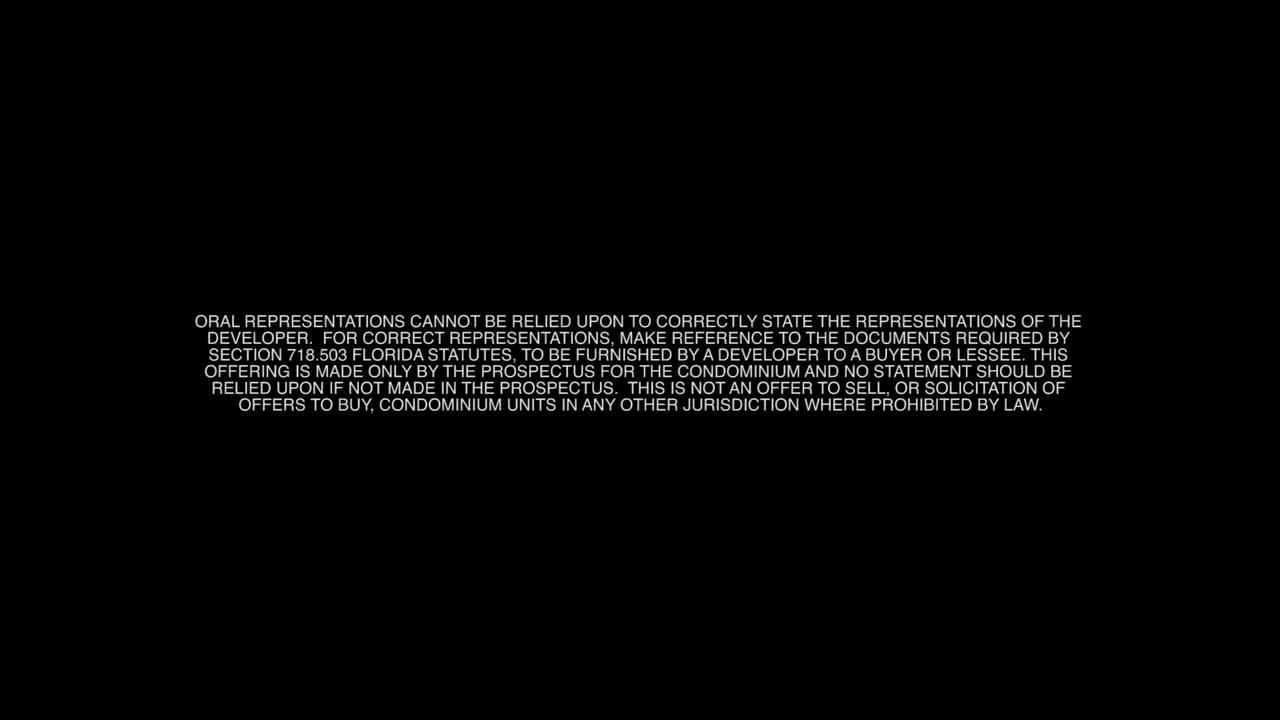 ORAL REPRESENTATIONS CANNOT BE RELIED UPON TO CORRECTLY STATE THE REPRESENTATIONS OF THE
DEVELOPER.  FOR CORRECT REPRESENTATIONS, MAKE REFERENCE TO THE DOCUMENTS REQUIRED BY
SECTION 718.503 FLORIDA STATUTES, TO BE FURNISHED BY A DEVELOPER TO A BUYER OR LESSEE. THIS
OFFERING IS MADE ONLY BY THE PROSPECTUS FOR THE CONDOMINIUM AND NO STATEMENT SHOULD BE
RELIED UPON IF NOT MADE IN THE PROSPECTUS.  THIS IS NOT AN OFFER TO SELL, OR SOLICITATION OF
OFFERS TO BUY, CONDOMINIUM UNITS IN ANY OTHER JURISDICTION WHERE PROHIBITED BY LAW.